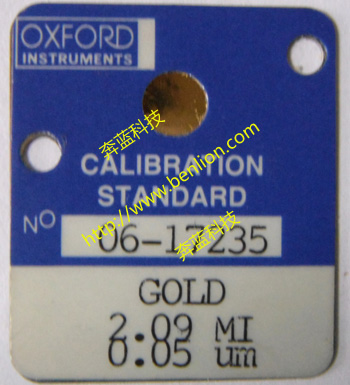 OXFORD
INSTRUMENTS
奔蓝科技
http://www.benlion.com
CALIBRATION
STANDARD
NO 06-17235
奔蓝科技
GOLD
2.09 MI
0.05 um